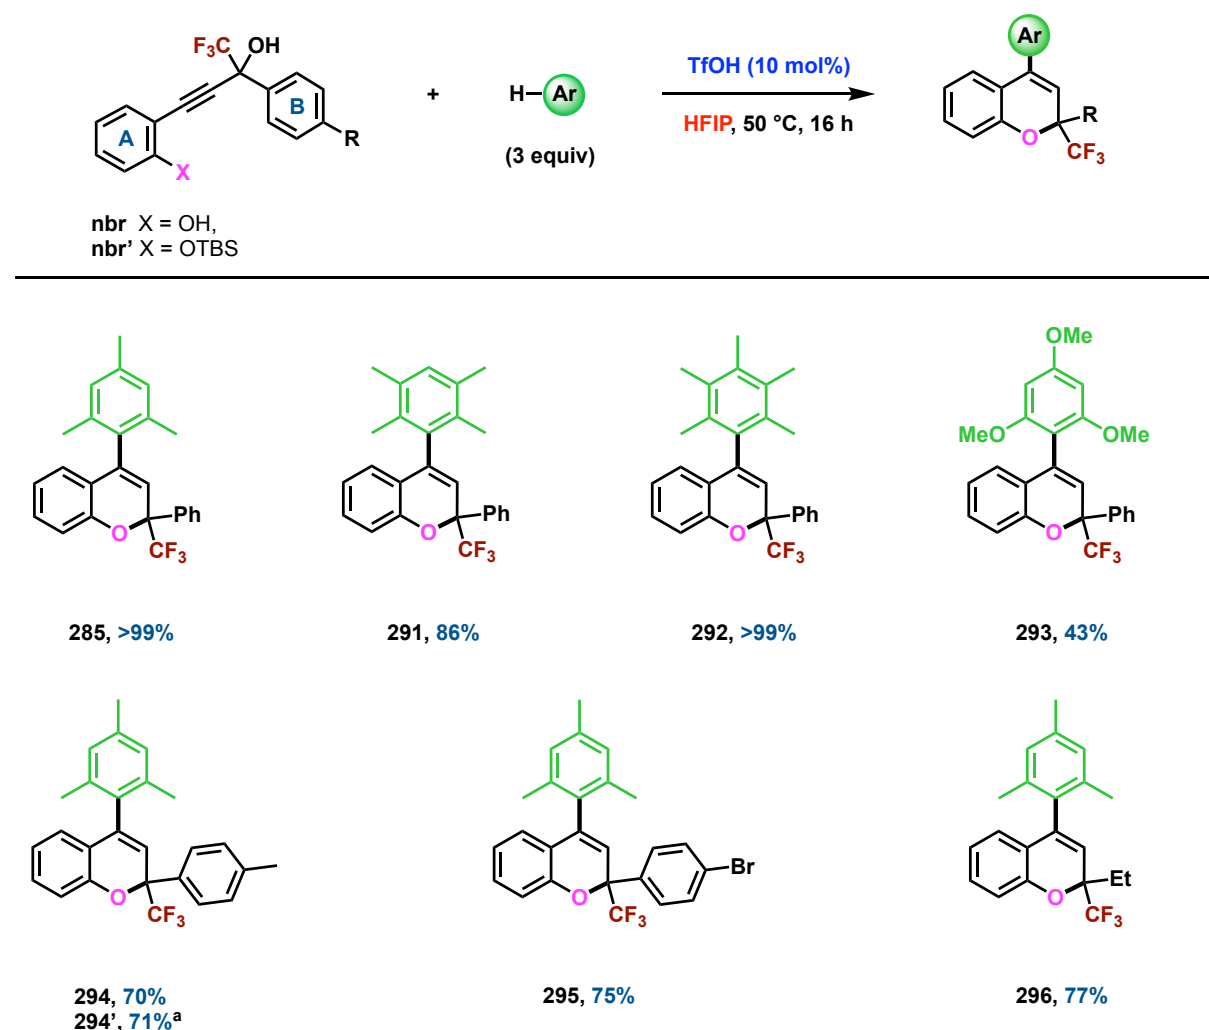 F₃C OH
A
B
R
X
+
H Ar
(3 equiv)
TfOH (10 mol%)
HFIP, 50 °C, 16 h
Ar
R
O
CF₃
nbr X = OH,
nbr' X = OTBS
O
Ph
CF₃
285, >99%
O
Ph
CF₃
291, 86%
O
Ph
CF₃
292, >99%
OMe
MeO
OMe
O
Ph
CF₃
293, 43%
O
CF₃
294, 70%
294', 71%ᵃ
Br
O
CF₃
295, 75%
Et
O
CF₃
296, 77%